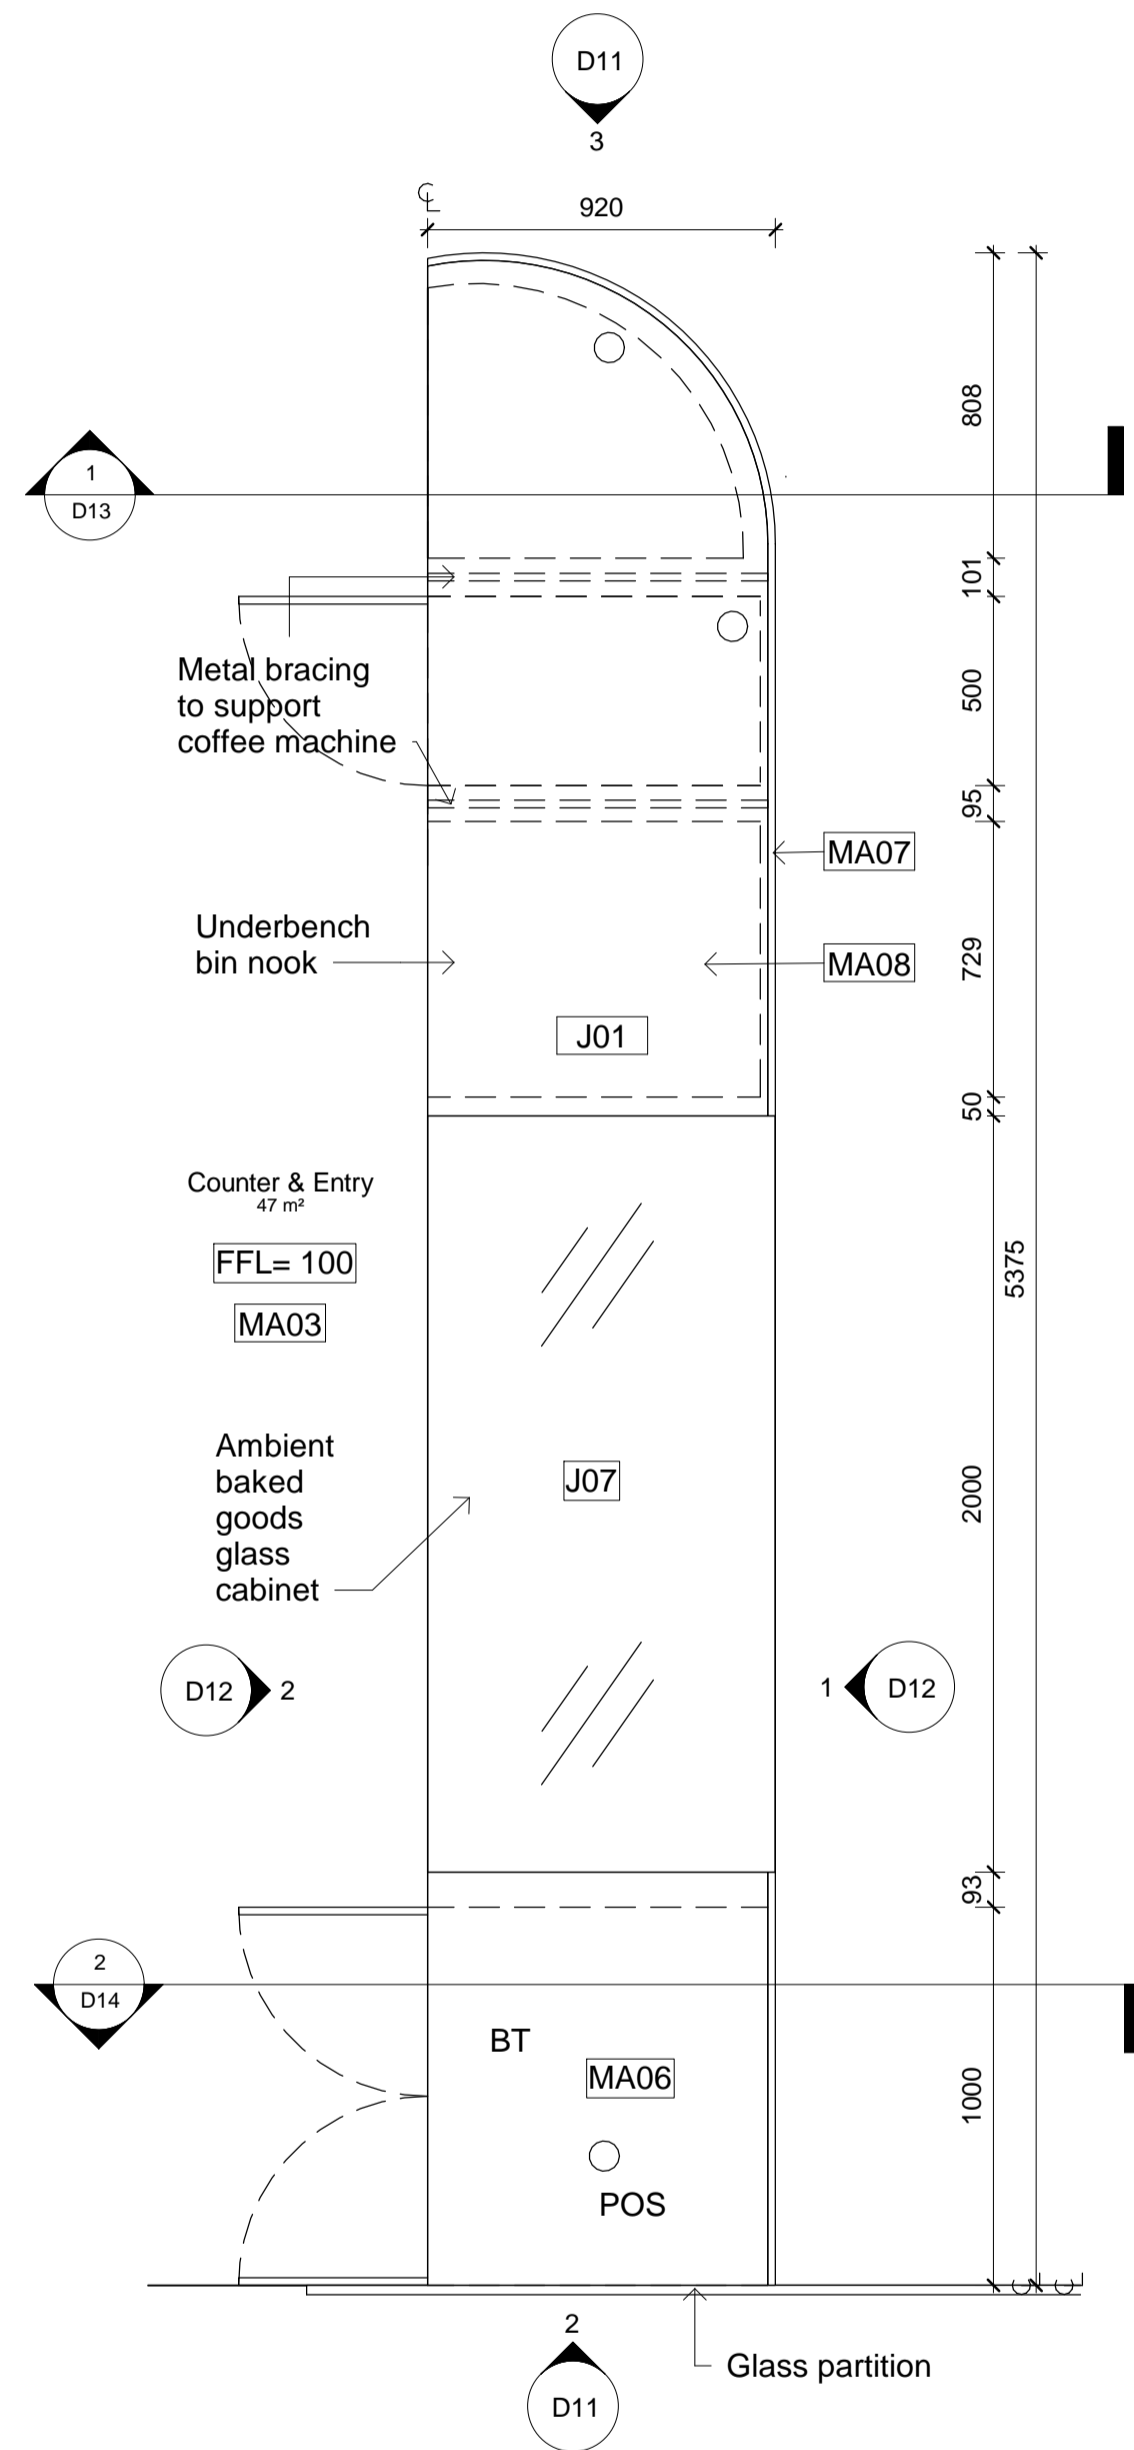 D11
3
920
808
1
D13
101
Metal bracing
to support
coffee machine
500
95
MA07
Underbench
bin nook
MA08
729
J01
50
Counter & Entry
47 m²
FFL= 100
MA03
5375
Ambient
baked
goods
glass
cabinet
J07
2000
D12
2
1
D12
93
2
D14
BT
MA06
1000
POS
2
Glass partition
D11